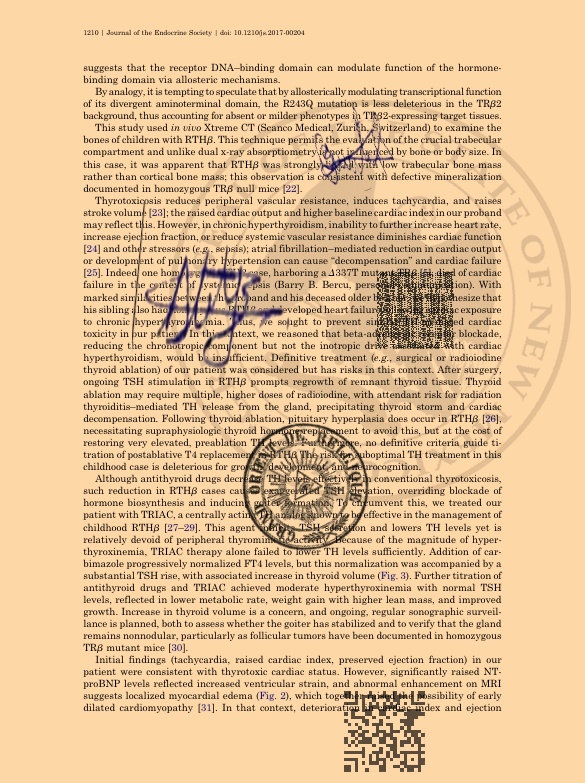 1210 | Journal of the Endocrine Society | doi: 10.1210/js.2017-00204
suggests that the receptor DNA–binding domain can modulate function of the hormone-
binding domain via allosteric mechanisms.
By analogy, it is tempting to speculate that by allosterically modulating transcriptional function
of its divergent aminoterminal domain, the R243Q mutation is less deleterious in the TRβ2
background, thus accounting for absent or milder phenotypes in TRβ2-expressing target tissues.
This study used in vivo Xtreme CT (Scanco Medical, Zurich, Switzerland) to examine the
bones of children with RTHβ. This technique permits the evaluation of the crucial trabecular
compartment and unlike dual x-ray absorptiometry is not influenced by bone or body size. In
this case, it was apparent that RTHβ was strongly linked with low trabecular bone mass
rather than cortical bone mass; this observation is consistent with defective mineralization
documented in homozygous TRβ null mice [22].
Thyrotoxicosis reduces peripheral vascular resistance, induces tachycardia, and raises
stroke volume [23]; the raised cardiac output and higher baseline cardiac index in our proband
may reflect this. However, in chronic hyperthyroidism, inability to further increase heart rate,
increase ejection fraction, or reduce systemic vascular resistance diminishes cardiac function
[24] and other stressors (e.g., sepsis); atrial fibrillation–mediated reduction in cardiac output
or development of pulmonary hypertension can cause “decompensation” and cardiac failure
[25]. Indeed, one case, harboring a Δ337T mutant TRβ [5], died of cardiac
failure in the context of systemic sepsis (Barry B. Bercu, personal communication). With
marked similarities between the proband and his deceased older hypothesize that
his sibling also had and developed heart failure exposure
to chronic hyperthyroxinemia. Thus, we sought to prevent cardiac
toxicity in our patient. In this context, we reasoned that beta-adrenergic blockade,
reducing the chronotropic component but not the inotropic drive cardiac
hyperthyroidism, would be insufficient. Definitive treatment (e.g., surgical or radioiodine
thyroid ablation) of our patient was considered but has risks in this context. After surgery,
ongoing TSH stimulation in RTHβ prompts regrowth of remnant thyroid tissue. Thyroid
ablation may require multiple, higher doses of radioiodine, with attendant risk for radiation
thyroiditis–mediated TH release from the gland, precipitating thyroid storm and cardiac
decompensation. Following thyroid ablation, pituitary hyperplasia does occur in RTHβ [26],
necessitating supraphysiologic thyroid hormone replacement to avoid this, but at the cost of
restoring very elevated, preablation TH levels. Furthermore, no definitive criteria guide ti-
tration of postablative T4 replacement in RTHβ The risk for suboptimal TH treatment in this
childhood case is deleterious for growth, development, and neurocognition.
Although antithyroid drugs decrease TH levels effectively in conventional thyrotoxicosis,
such reduction in RTHβ cases causes exaggerated TSH elevation, overriding blockade of
hormone biosynthesis and inducing goiter formation. To circumvent this, we treated our
patient with TRIAC, a centrally acting TH analog shown to be effective in the management of
childhood RTHβ [27–29]. This agent inhibits TSH secretion and lowers TH levels yet is
relatively devoid of peripheral thyromimetic activity. Because of the magnitude of hyper-
thyroxinemia, TRIAC therapy alone failed to lower TH levels sufficiently. Addition of car-
bimazole progressively normalized FT4 levels, but this normalization was accompanied by a
substantial TSH rise, with associated increase in thyroid volume (Fig. 3). Further titration of
antithyroid drugs and TRIAC achieved moderate hyperthyroxinemia with normal TSH
levels, reflected in lower metabolic rate, weight gain with higher lean mass, and improved
growth. Increase in thyroid volume is a concern, and ongoing, regular sonographic surveil-
lance is planned, both to assess whether the goiter has stabilized and to verify that the gland
remains nonnodular, particularly as follicular tumors have been documented in homozygous
TRβ mutant mice [30].
Initial findings (tachycardia, raised cardiac index, preserved ejection fraction) in our
patient were consistent with thyrotoxic cardiac status. However, significantly raised NT-
proBNP levels reflected increased ventricular strain, and abnormal enhancement on MRI
suggests localized myocardial edema (Fig. 2), which together raised the possibility of early
dilated cardiomyopathy [31]. In that context, deterioration in cardiac index and ejection